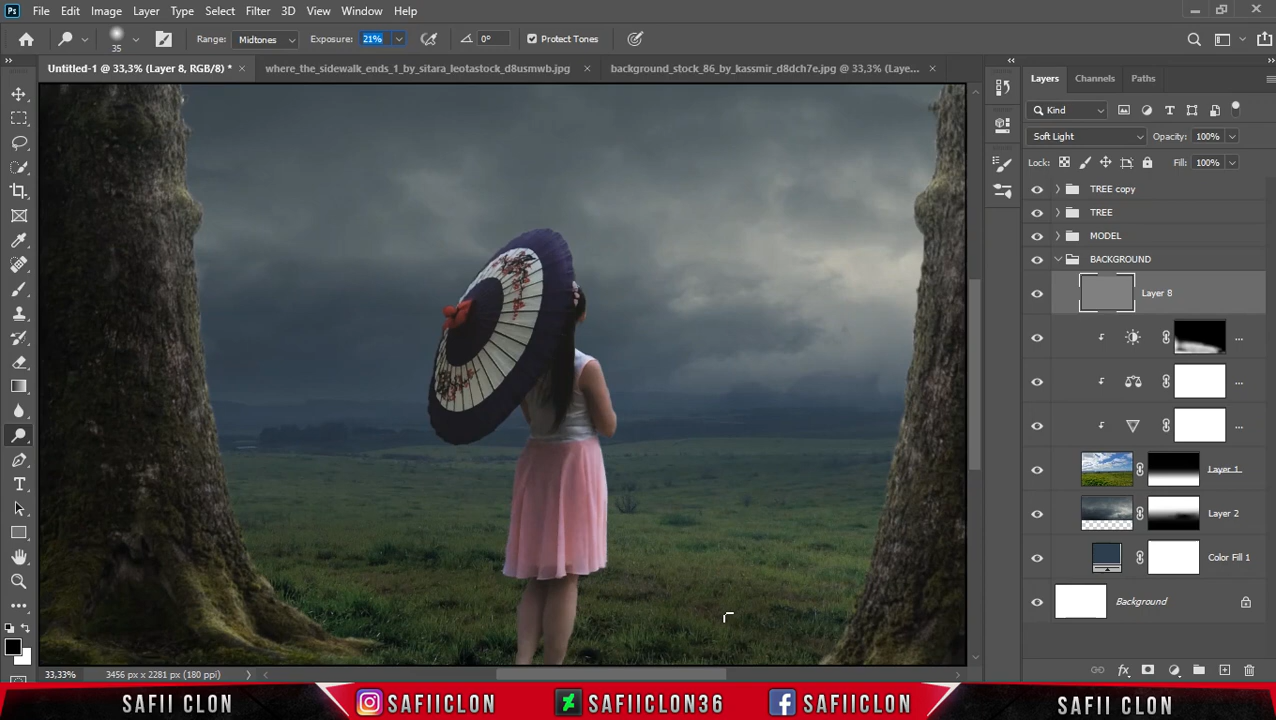 Ps File Edit Image Layer Type Select Filter 3D View Window Help
35 Range: Midtones Exposure: 21% 0° Protect Tones
Untitled-1 @ 33,3% (Layer 8, RGB/8) * × where_the_sidewalk_ends_1_by_sitara_leotastock_d8usmwb.jpg × background_stock_86_by_kassmir_d8dch7e.jpg @ 33,3% (Laye... ×
Layers Channels Paths
Kind
Soft Light Opacity: 100%
Lock: Fill: 100%
TREE copy
TREE
MODEL
BACKGROUND
Layer 8
Layer 1
Layer 2
Color Fill 1
Background
33,33% 3456 px x 2281 px (180 ppi)
SAFII CLON SAFIICLON SAFIICLON36 SAFIICLON SAFII CLON